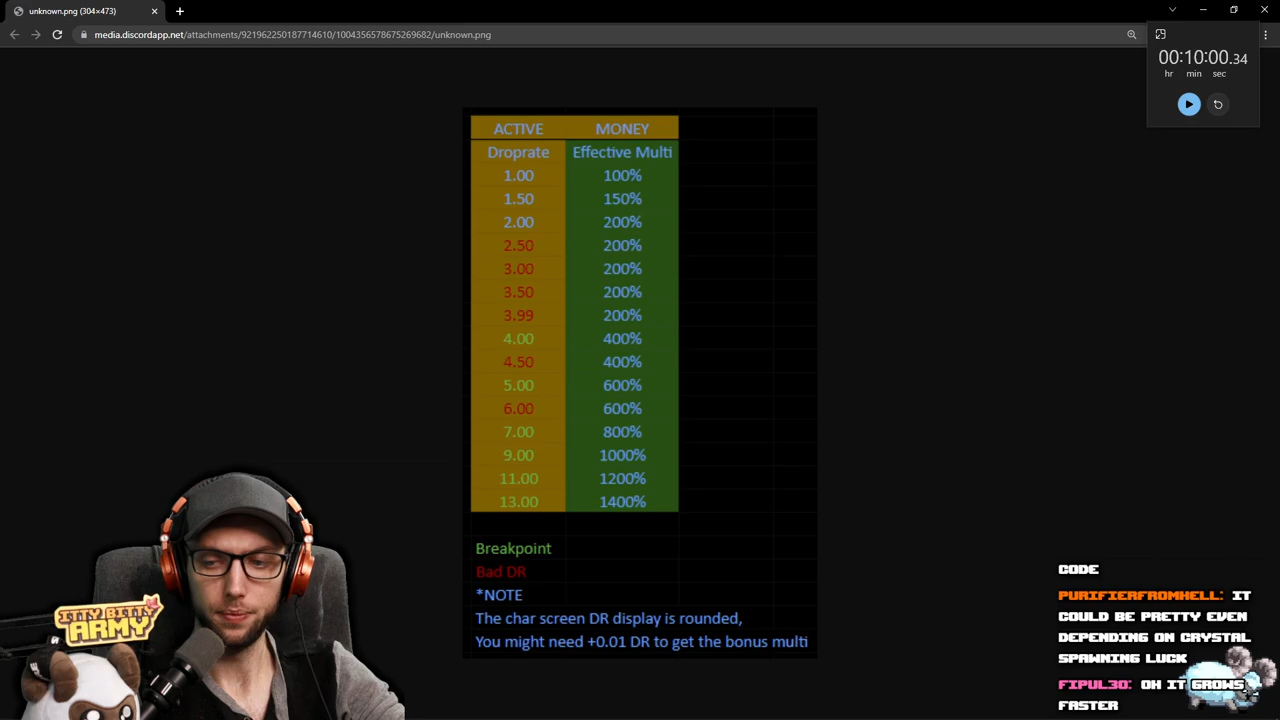 unknown.png (304×473)
media.discordapp.net/attachments/921962250187714610/1004356578675269682/unknown.png
00:10:00.34
hr min sec
ACTIVE MONEY
Droprate Effective Multi
1.00 100%
1.50 150%
2.00 200%
2.50 200%
3.00 200%
3.50 200%
3.99 200%
4.00 400%
4.50 400%
5.00 600%
6.00 600%
7.00 800%
9.00 1000%
11.00 1200%
13.00 1400%
Breakpoint
Bad DR
*NOTE
The char screen DR display is rounded,
You might need +0.01 DR to get the bonus multi
ITTY BITTY
ARMY
CODE
PURIFIERFROMHELL: IT
COULD BE PRETTY EVEN
DEPENDING ON CRYSTAL
SPAWNING LUCK
FIPUL30: OH IT GROWS
FASTER